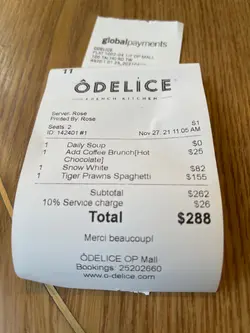 globalpayments
11
ÔDELICE
FRENCH KITCHEN
Server: Rose
Printed By: Rose
S1
Seats: 2
Nov 27, 21 11:05 AM
ID: 142401 #1
1 Daily Soup $0
1 Add Coffee Brunch[Hot $25
Chocolate]
1 Snow White $82
1 Tiger Prawns Spaghetti $155
Subtotal $262
10% Service charge $26
Total $288
Merci beaucoup!
ÔDELICE OP Mall
Bookings: 25202660
www.o-delice.com